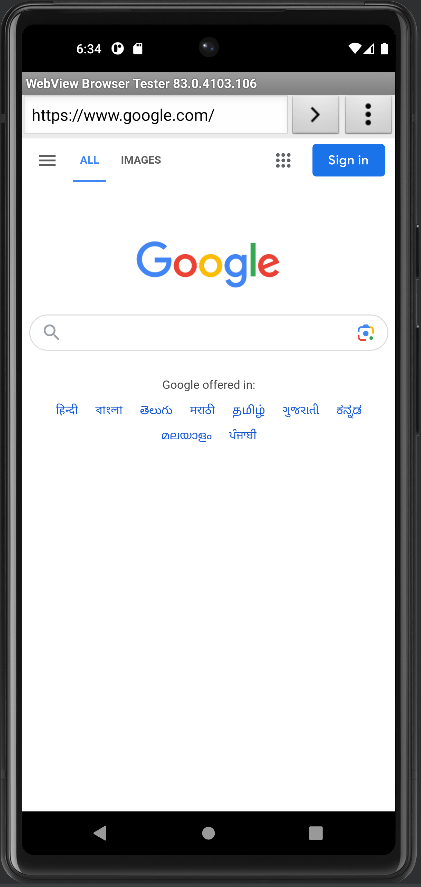 6:34
WebView Browser Tester 83.0.4103.106
https://www.google.com/
ALL IMAGES Sign in
Google
Google offered in:
हिन्दी বাংলা తెలుగు मराठी தமிழ் ગુજરાતી ಕನ್ನಡ
മലയാളം ਪੰਜਾਬੀ